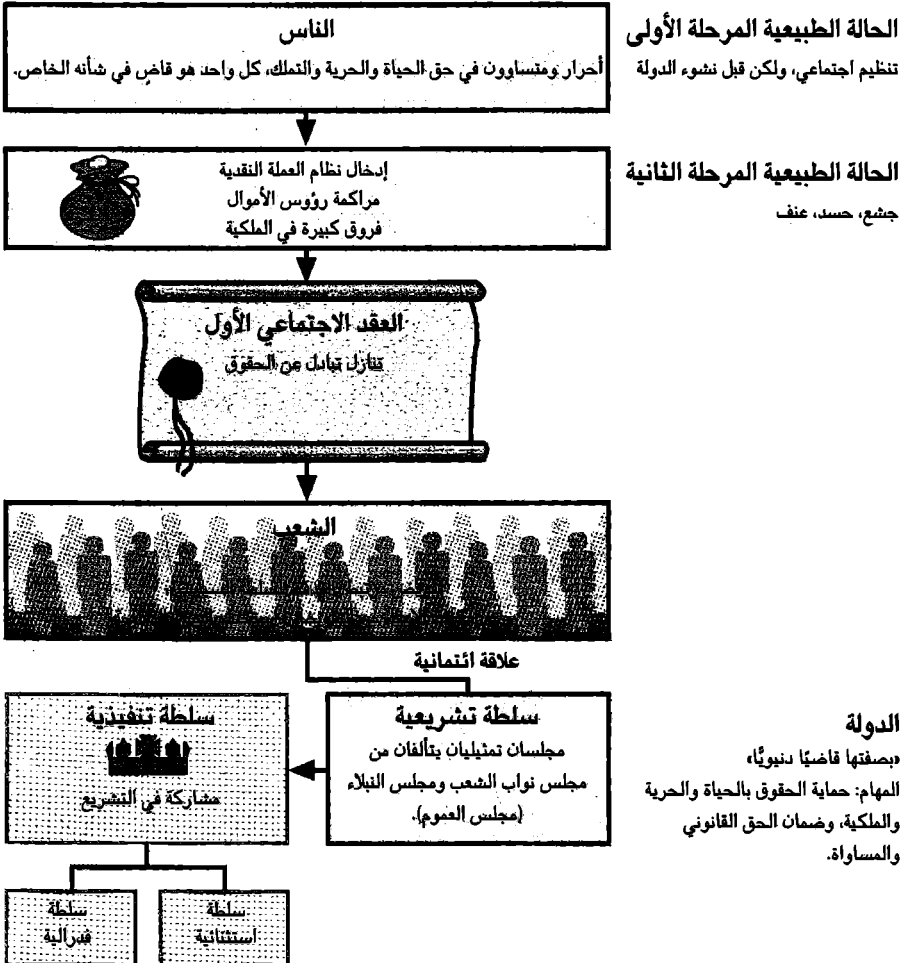 الحالة الطبيعية المرحلة الأولى
تنظيم اجتماعي، ولكن قبل نشوء الدولة
الناس
أحرار ومتساوون في حق الحياة والحرية والتملك، كل واحد هو قاضٍ في شأنه الخاص.
الحالة الطبيعية المرحلة الثانية
جشع، حسد، عنف
إدخال نظام العملة النقدية
مراكمة رؤوس الأموال
فروق كبيرة في الملكية
العقد الاجتماعي الأول
تنازل تبادل عن الحقوق
الشعب
علاقة ائتمانية
الدولة
«بصفتها قاضيًا دنيويًّا»
المهام: حماية الحقوق بالحياة والحرية
والملكية، وضمان الحق القانوني
والمساواة.
سلطة تشريعية
مجلسان تمثيليان يتألفان من
مجلس نواب الشعب ومجلس النبلاء
(مجلس العموم).
سلطة تنفيذية
مشاركة في التشريع
سلطة
استثنائية
سلطة
فدرالية